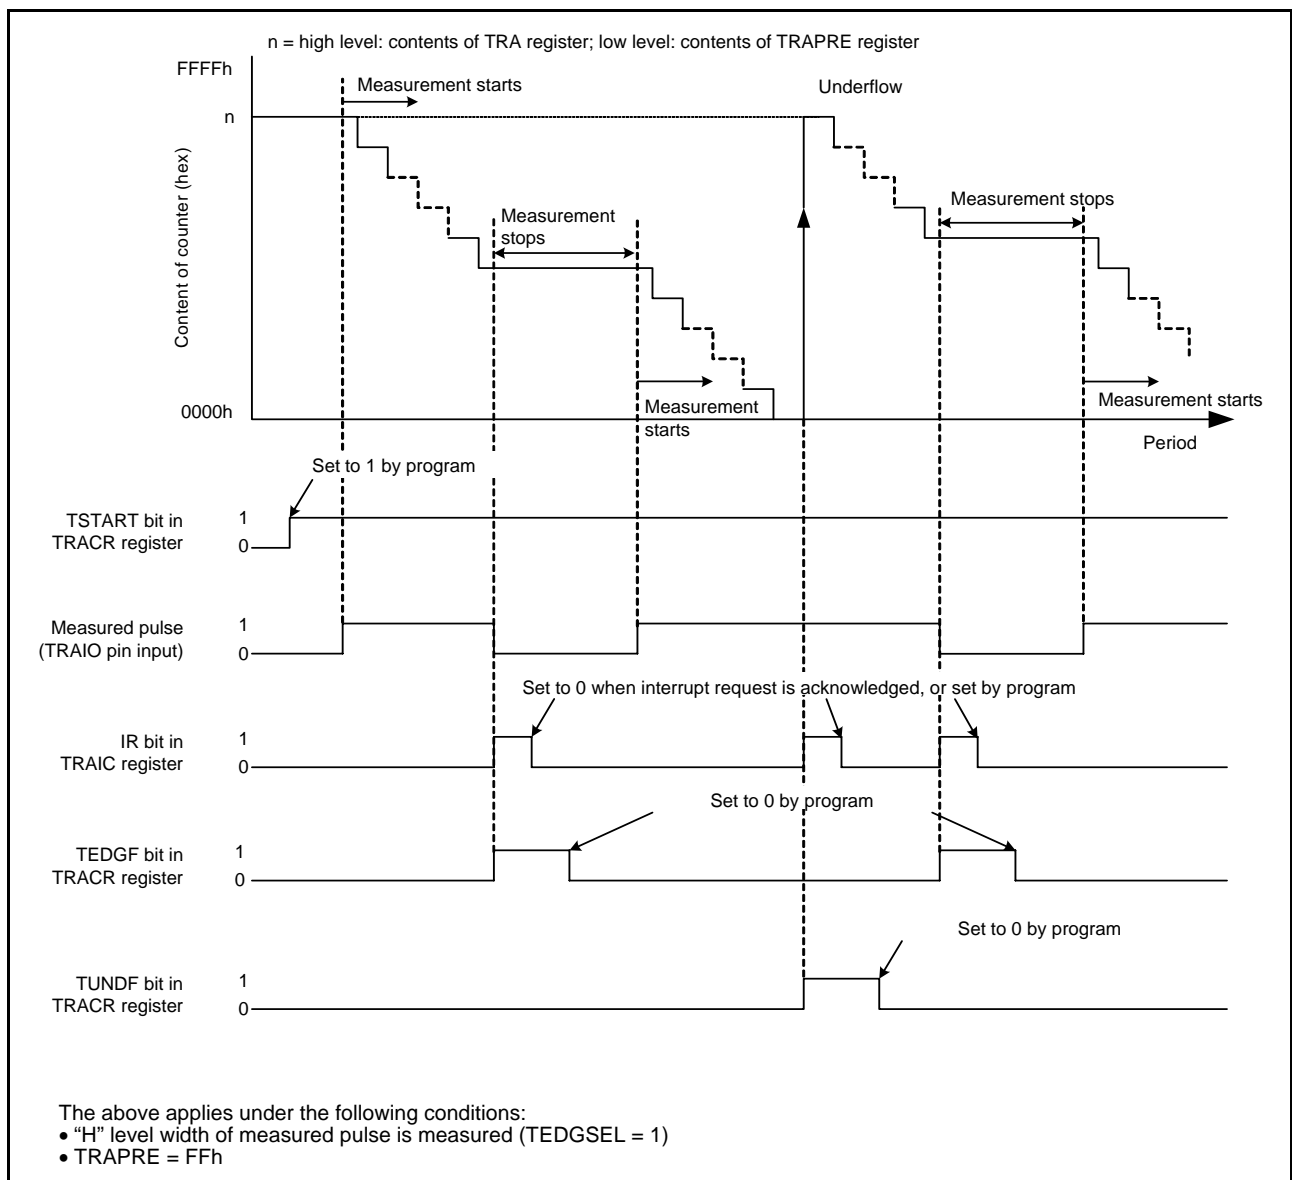 n = high level: contents of TRA register; low level: contents of TRAPRE register
FFFFh
Measurement starts
Underflow
n
Content of counter (hex)
Measurement
stops
Measurement stops
0000h
Measurement
starts
Measurement starts
Period
Set to 1 by program
TSTART bit in
TRACR register
1
0
Measured pulse
(TRAIO pin input)
1
0
Set to 0 when interrupt request is acknowledged, or set by program
IR bit in
TRAIC register
1
0
Set to 0 by program
TEDGF bit in
TRACR register
1
0
Set to 0 by program
TUNDF bit in
TRACR register
1
0
The above applies under the following conditions:
• “H” level width of measured pulse is measured (TEDGSEL = 1)
• TRAPRE = FFh